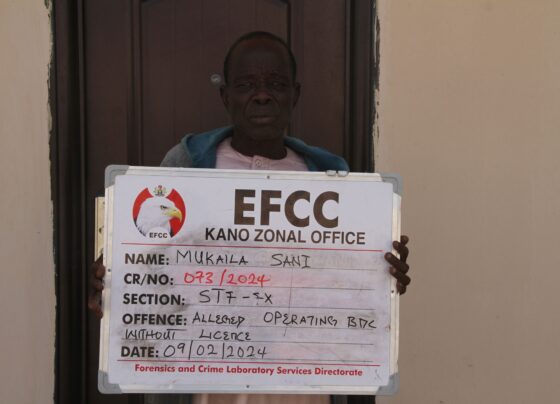 EFCC
KANO ZONAL OFFICE
EFCC
NAME: MUKAILA SANI
CR/NO: 073/2024
SECTION: STF-EX
OFFENCE: ALLEGED OPERATING BDC
WITHOUT LICENCE
DATE: 09/02/2024
Forensics and Crime Laboratory Services Directorate